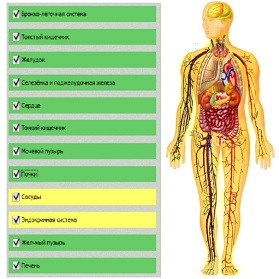 Бронхо-лёгочная система
Толстый кишечник
Желудок
Селезёнка и поджелудочная железа
Сердце
Тонкий кишечник
Мочевой пузырь
Почки
Сосуды
Эндокринная система
Желчный пузырь
Печень